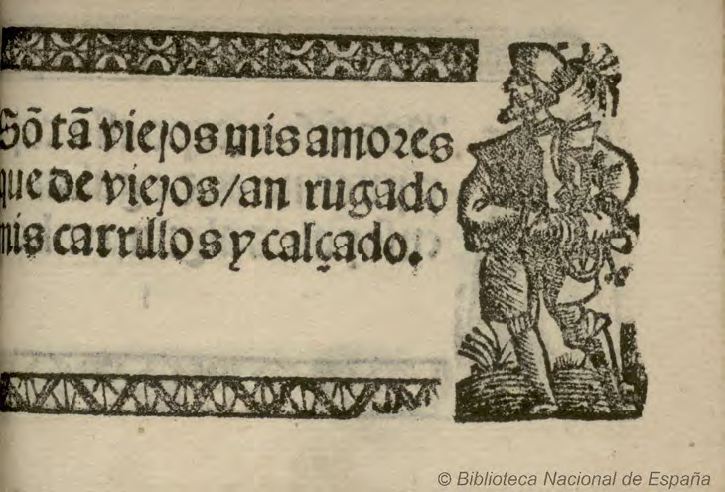 Sõ tã viejos mis amores
que de viejos/an rugado
mis carrillos y calçado.
© Biblioteca Nacional de España